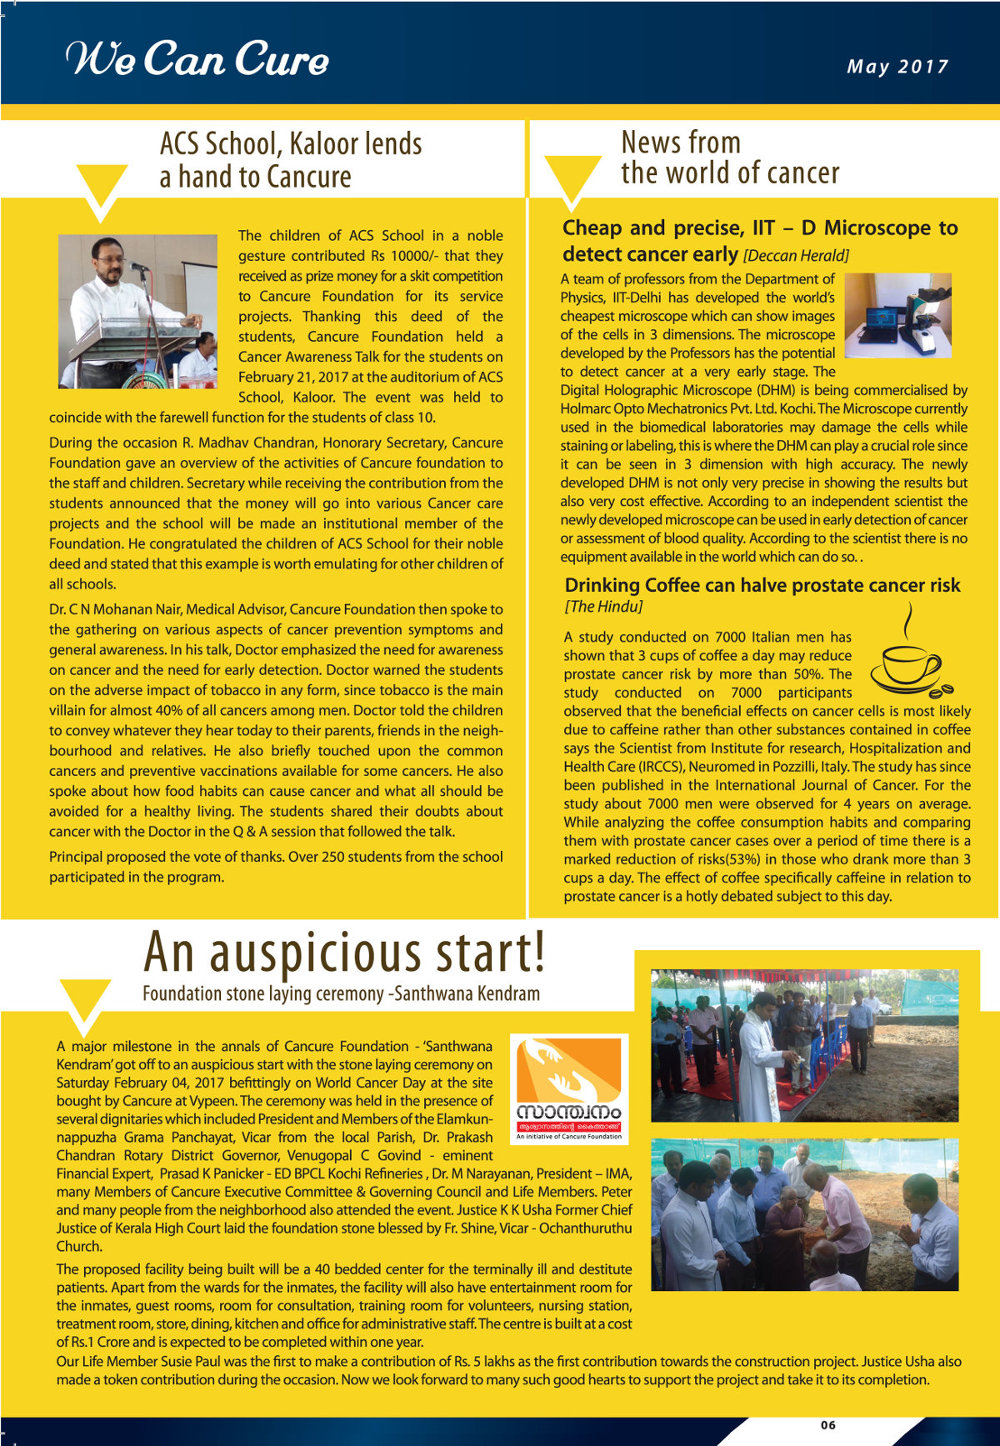 We Can Cure
May 2017
ACS School, Kaloor lends
a hand to Cancure
The children of ACS School in a noble
gesture contributed Rs 10000/- that they
received as prize money for a skit competition
to Cancure Foundation for its service
projects. Thanking this deed of the
students, Cancure Foundation held a
Cancer Awareness Talk for the students on
February 21, 2017 at the auditorium of ACS
School, Kaloor. The event was held to
coincide with the farewell function for the students of class 10.
During the occasion R. Madhav Chandran, Honorary Secretary, Cancure
Foundation gave an overview of the activities of Cancure foundation to
the staff and children. Secretary while receiving the contribution from the
students announced that the money will go into various Cancer care
projects and the school will be made an institutional member of the
Foundation. He congratulated the children of ACS School for their noble
deed and stated that this example is worth emulating for other children of
all schools.
Dr. C N Mohanan Nair, Medical Advisor, Cancure Foundation then spoke to
the gathering on various aspects of cancer prevention symptoms and
general awareness. In his talk, Doctor emphasized the need for awareness
on cancer and the need for early detection. Doctor warned the students
on the adverse impact of tobacco in any form, since tobacco is the main
villain for almost 40% of all cancers among men. Doctor told the children
to convey whatever they hear today to their parents, friends in the neigh-
bourhood and relatives. He also briefly touched upon the common
cancers and preventive vaccinations available for some cancers. He also
spoke about how food habits can cause cancer and what all should be
avoided for a healthy living. The students shared their doubts about
cancer with the Doctor in the Q & A session that followed the talk.
Principal proposed the vote of thanks. Over 250 students from the school
participated in the program.
News from
the world of cancer
Cheap and precise, IIT – D Microscope to
detect cancer early [Deccan Herald]
A team of professors from the Department of
Physics, IIT-Delhi has developed the world's
cheapest microscope which can show images
of the cells in 3 dimensions. The microscope
developed by the Professors has the potential
to detect cancer at a very early stage. The
Digital Holographic Microscope (DHM) is being commercialised by
Holmarc Opto Mechatronics Pvt. Ltd. Kochi. The Microscope currently
used in the biomedical laboratories may damage the cells while
staining or labeling, this is where the DHM can play a crucial role since
it can be seen in 3 dimension with high accuracy. The newly
developed DHM is not only very precise in showing the results but
also very cost effective. According to an independent scientist the
newly developed microscope can be used in early detection of cancer
or assessment of blood quality. According to the scientist there is no
equipment available in the world which can do so. .
Drinking Coffee can halve prostate cancer risk
[The Hindu]
A study conducted on 7000 Italian men has
shown that 3 cups of coffee a day may reduce
prostate cancer risk by more than 50%. The
study conducted on 7000 participants
observed that the beneficial effects on cancer cells is most likely
due to caffeine rather than other substances contained in coffee
says the Scientist from Institute for research, Hospitalization and
Health Care (IRCCS), Neuromed in Pozzilli, Italy. The study has since
been published in the International Journal of Cancer. For the
study about 7000 men were observed for 4 years on average.
While analyzing the coffee consumption habits and comparing
them with prostate cancer cases over a period of time there is a
marked reduction of risks(53%) in those who drank more than 3
cups a day. The effect of coffee specifically caffeine in relation to
prostate cancer is a hotly debated subject to this day.
An auspicious start!
Foundation stone laying ceremony -Santhwana Kendram
A major milestone in the annals of Cancure Foundation - 'Santhwana
Kendram' got off to an auspicious start with the stone laying ceremony on
Saturday February 04, 2017 befittingly on World Cancer Day at the site
bought by Cancure at Vypeen. The ceremony was held in the presence of
several dignitaries which included President and Members of the Elamkun-
nappuzha Grama Panchayat, Vicar from the local Parish, Dr. Prakash
Chandran Rotary District Governor, Venugopal C Govind - eminent
Financial Expert, Prasad K Panicker - ED BPCL Kochi Refineries , Dr. M Narayanan, President – IMA,
many Members of Cancure Executive Committee & Governing Council and Life Members. Peter
and many people from the neighborhood also attended the event. Justice K K Usha Former Chief
Justice of Kerala High Court laid the foundation stone blessed by Fr. Shine, Vicar - Ochanthuruthu
Church.
സാന്ത്വനം
ആശ്വാസത്തിന്റെ കൈത്താങ്ങ്
An initiative of Cancure Foundation
The proposed facility being built will be a 40 bedded center for the terminally ill and destitute
patients. Apart from the wards for the inmates, the facility will also have entertainment room for
the inmates, guest rooms, room for consultation, training room for volunteers, nursing station,
treatment room, store, dining, kitchen and office for administrative staff. The centre is built at a cost
of Rs.1 Crore and is expected to be completed within one year.
Our Life Member Susie Paul was the first to make a contribution of Rs. 5 lakhs as the first contribution towards the construction project. Justice Usha also
made a token contribution during the occasion. Now we look forward to many such good hearts to support the project and take it to its completion.
06